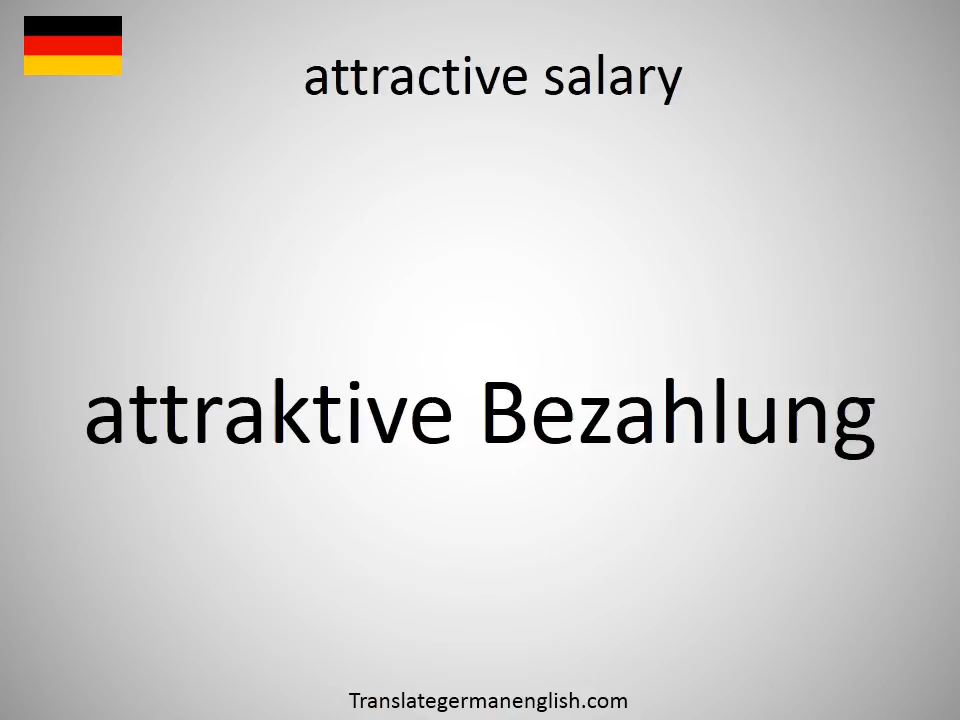 attractive salary
attraktive Bezahlung
Translategermanenglish.com